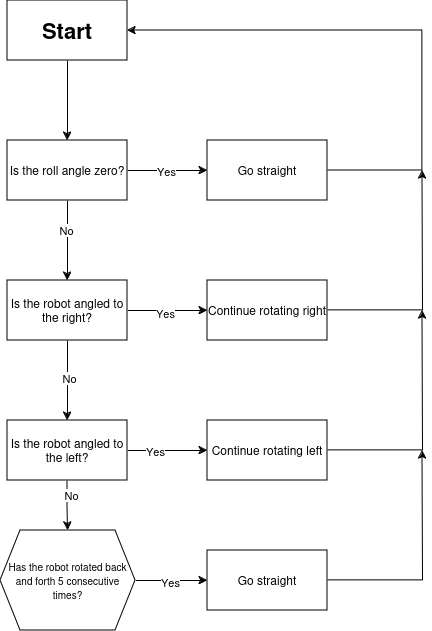 Start
Is the roll angle zero?
Yes
Go straight
No
Is the robot angled to
the right?
Yes
Continue rotating right
No
Is the robot angled to
the left?
Yes
Continue rotating left
No
Has the robot rotated back
and forth 5 consecutive
times?
Yes
Go straight